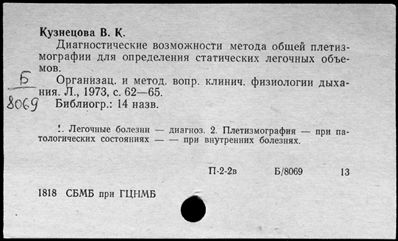 Кузнецова В. К.
Диагностические возможности метода общей плетиз-
мографии для определения статических легочных объе-
мов.
Б
Организац. и метод. вопр. клинич. физиологии дыха-
8069 ния. Л., 1973, с. 62—65.
Библиогр.: 14 назв.
1. Легочные болезни — диагноз. 2. Плетизмография — при па-
тологических состояниях — — при внутренних болезнях.
П-2-2в Б/8069 13
1818 СБМБ при ГЦНМБ